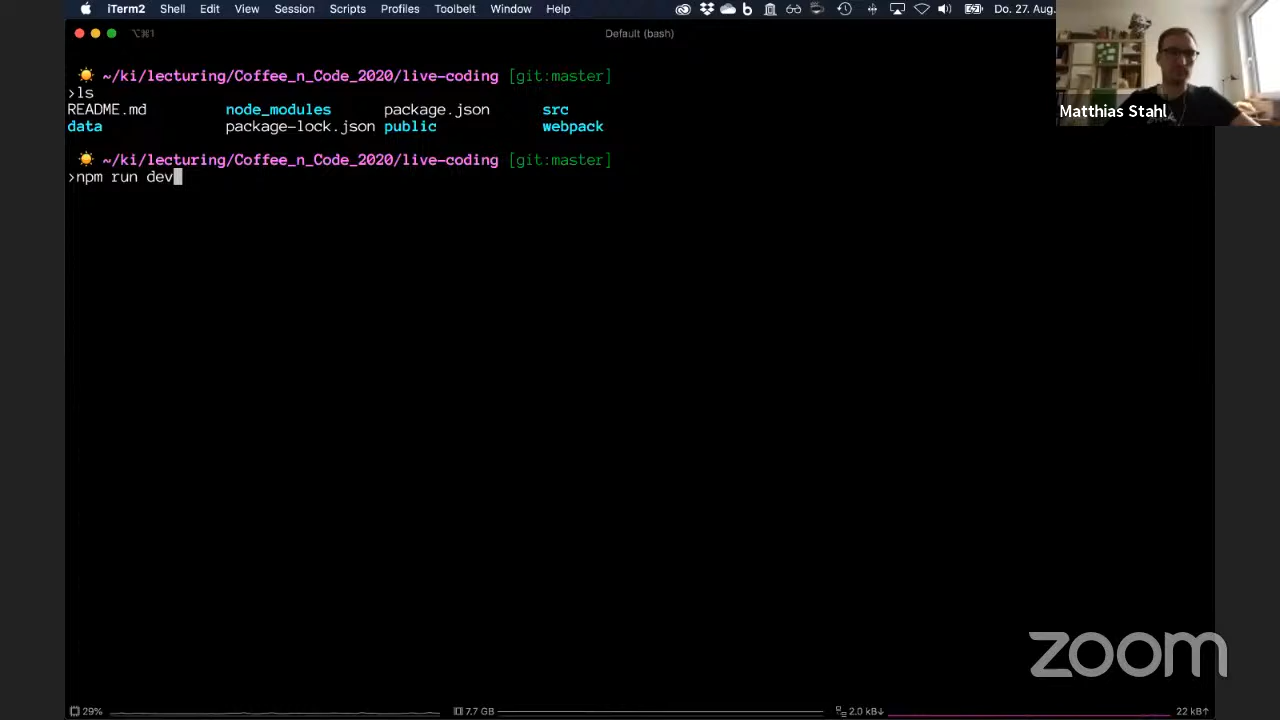 iTerm2 Shell Edit View Session Scripts Profiles Toolbelt Window Help Do. 27. Aug.
⌥⌘1 Default (bash)
~/ki/lecturing/Coffee_n_Code_2020/live-coding [git:master]
>ls
README.md node_modules package.json src
data package-lock.json public webpack
~/ki/lecturing/Coffee_n_Code_2020/live-coding [git:master]
>npm run dev
Matthias Stahl
zoom
29% 7.7 GB 2.0 kB↓ 22 kB↑